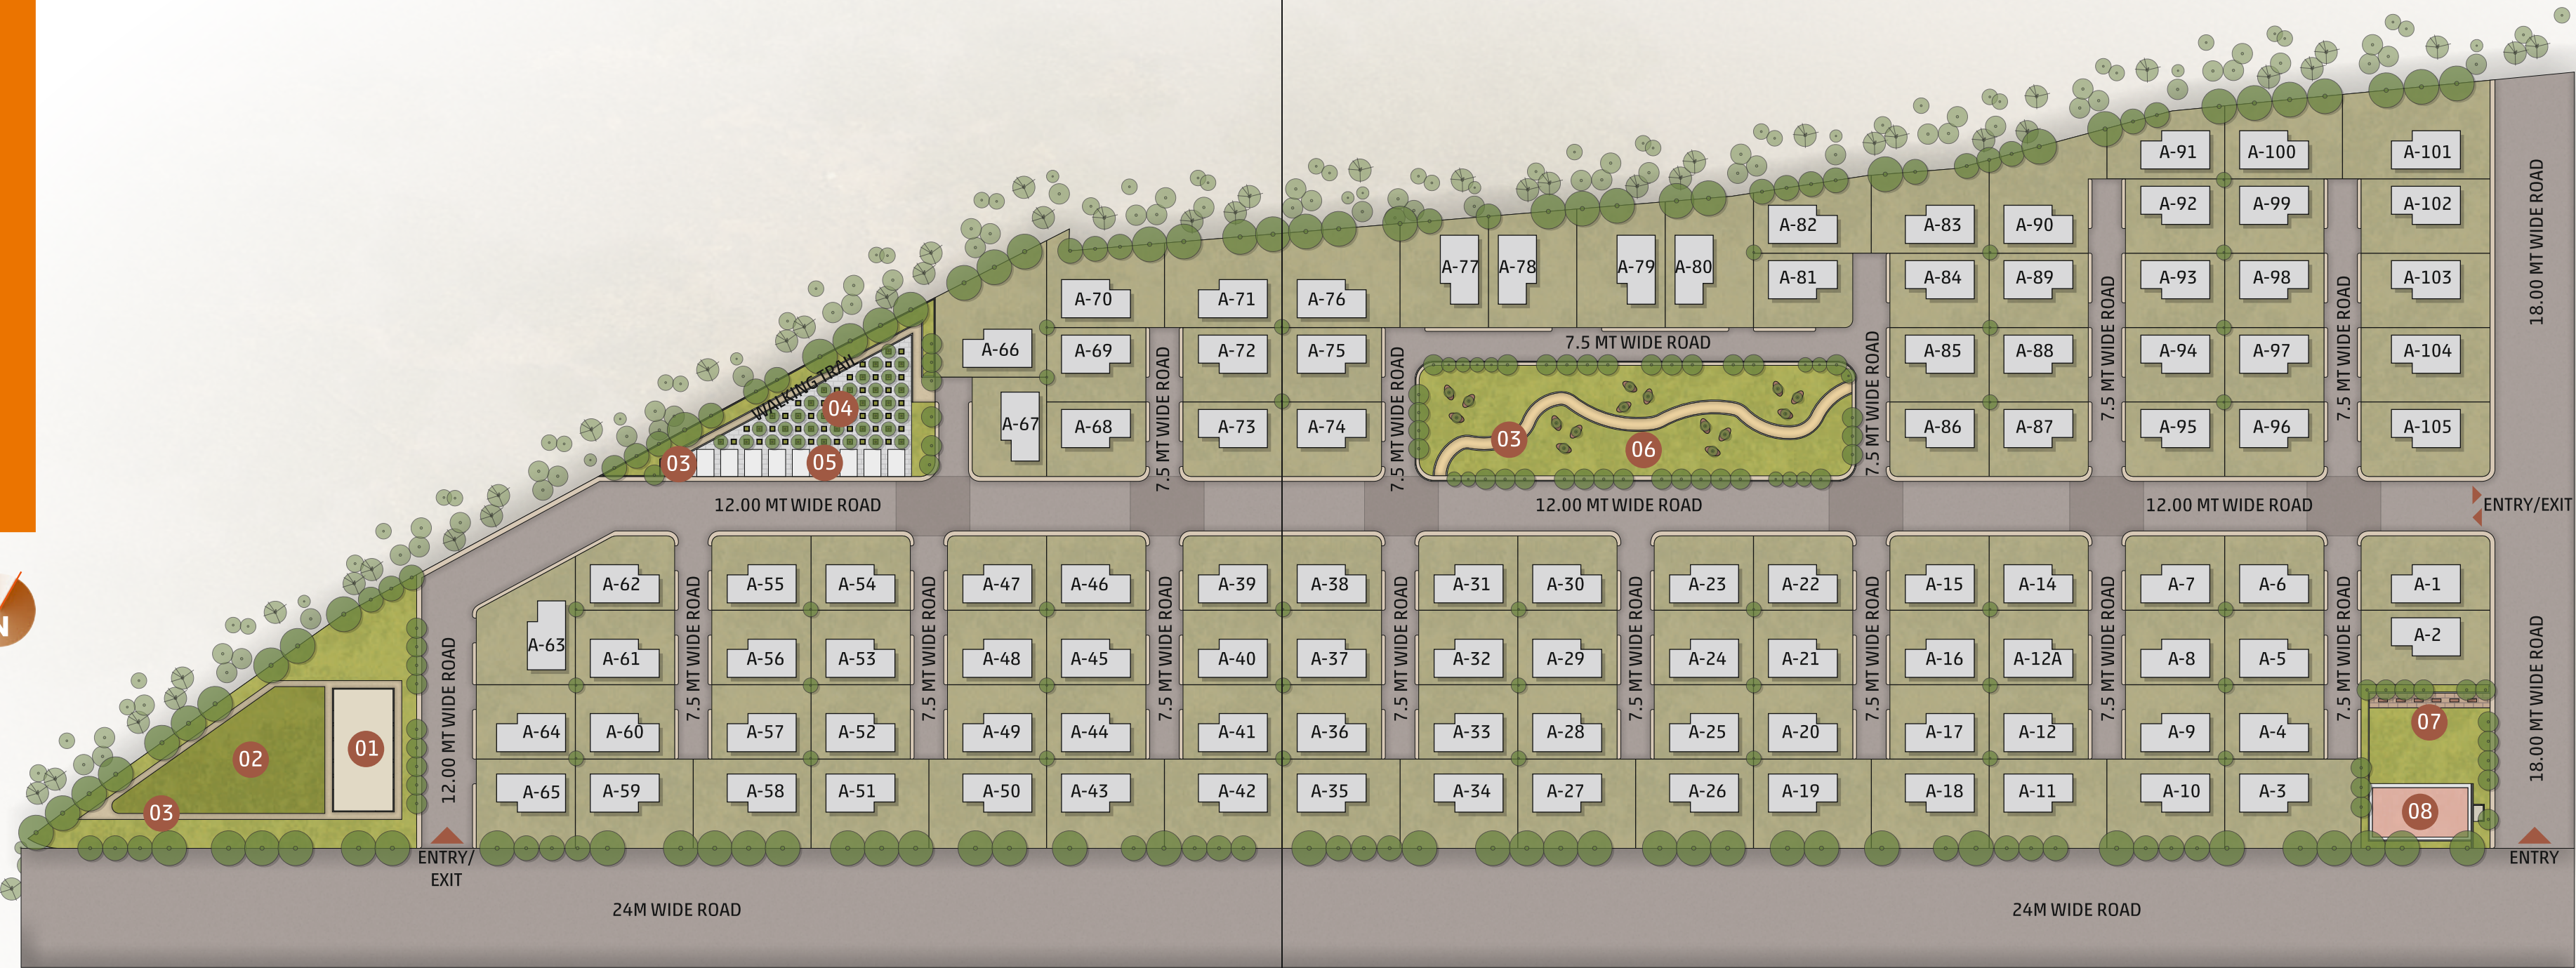 A-91
A-100
A-101
A-92
A-99
A-102
A-82
A-83
A-90
A-77
A-78
A-79
A-80
A-81
A-84
A-89
A-93
A-98
A-103
A-70
A-71
A-76
A-66
A-69
A-72
A-75
7.5 MT WIDE ROAD
A-85
A-88
A-94
A-97
A-104
18.00 MT WIDE ROAD
WALKING TRAIL
04
03
05
A-67
A-68
7.5 MT WIDE ROAD
A-73
A-74
7.5 MT WIDE ROAD
03
06
7.5 MT WIDE ROAD
A-86
A-87
7.5 MT WIDE ROAD
A-95
A-96
7.5 MT WIDE ROAD
A-105
12.00 MT WIDE ROAD
12.00 MT WIDE ROAD
12.00 MT WIDE ROAD
ENTRY/EXIT
N
A-62
A-55
A-54
A-47
A-46
A-39
A-38
A-31
A-30
A-23
A-22
A-15
A-14
A-7
A-6
A-1
A-63
A-61
A-56
A-53
A-48
A-45
A-40
A-37
A-32
A-29
A-24
A-21
A-16
A-12A
A-8
A-5
A-2
12.00 MT WIDE ROAD
7.5 MT WIDE ROAD
7.5 MT WIDE ROAD
7.5 MT WIDE ROAD
7.5 MT WIDE ROAD
7.5 MT WIDE ROAD
7.5 MT WIDE ROAD
7.5 MT WIDE ROAD
7.5 MT WIDE ROAD
18.00 MT WIDE ROAD
02
01
A-64
A-60
A-57
A-52
A-49
A-44
A-41
A-36
A-33
A-28
A-25
A-20
A-17
A-12
A-9
A-4
07
03
A-65
A-59
A-58
A-51
A-50
A-43
A-42
A-35
A-34
A-27
A-26
A-19
A-18
A-11
A-10
A-3
08
ENTRY/
EXIT
ENTRY
24M WIDE ROAD
24M WIDE ROAD